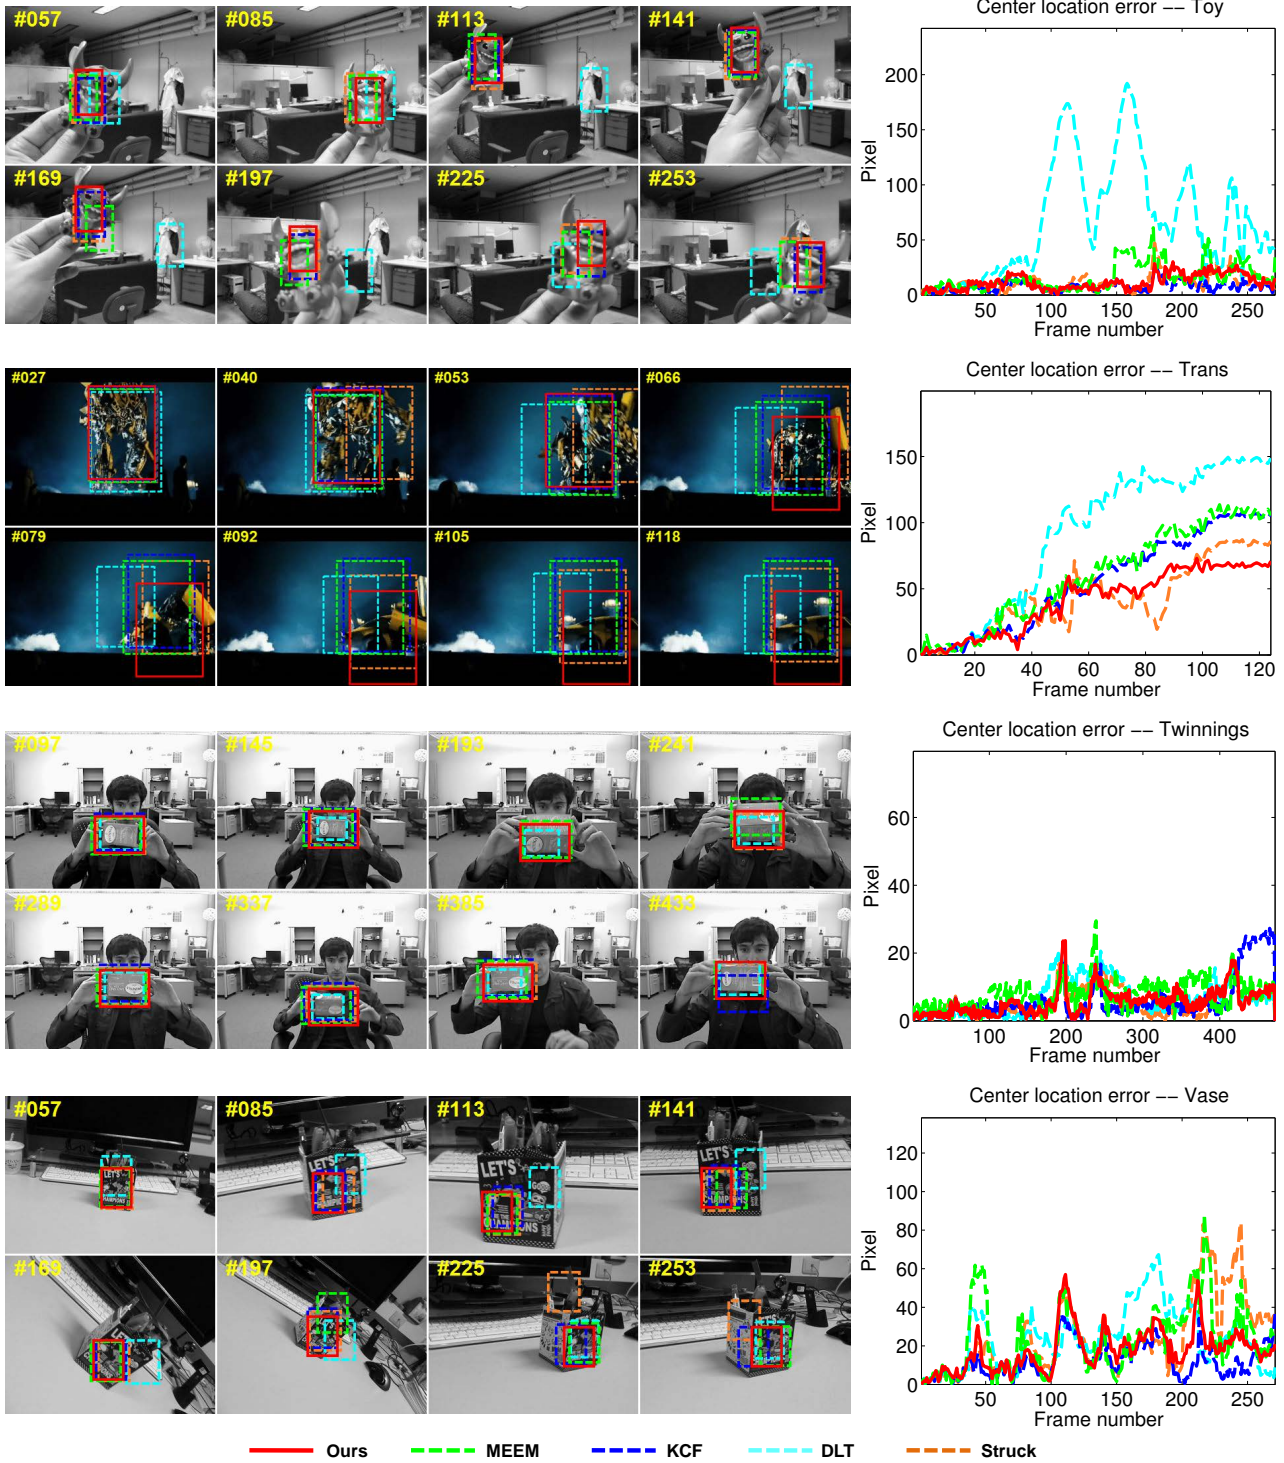 #057 #085 #113 #141
#169 #197 #225 #253
Center location error −− Toy
200
150
100
50
0
50 100 150 200 250
Pixel
Frame number
#027 #040 #053 #066
#079 #092 #105 #118
Center location error −− Trans
150
100
50
0
20 40 60 80 100 120
Pixel
Frame number
#097 #145 #193 #241
#289 #337 #385 #433
Center location error −− Twinnings
60
40
20
0
100 200 300 400
Pixel
Frame number
#057 #085 #113 #141
LET'S LET'S LET'S LET'S
#169 #197 #225 #253
Center location error −− Vase
120
100
80
60
40
20
0
50 100 150 200 250
Pixel
Frame number
Ours MEEM KCF DLT Struck